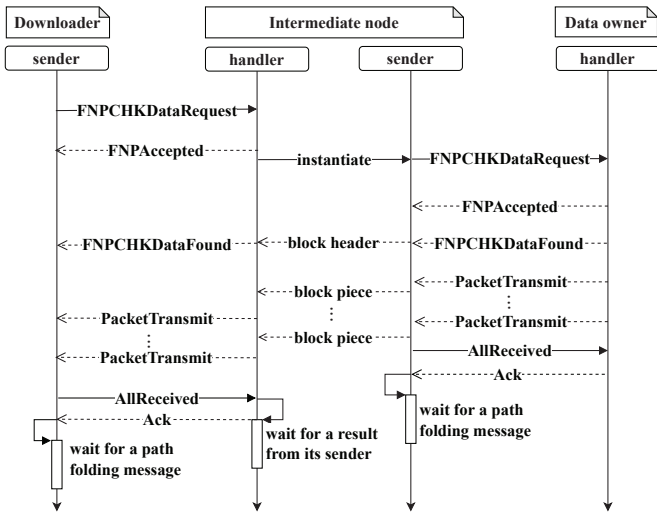 Downloader
Intermediate node
Data owner
sender
handler
sender
handler
FNPCHKDataRequest
FNPAccepted
instantiate
FNPCHKDataRequest
FNPAccepted
FNPCHKDataFound
block header
FNPCHKDataFound
PacketTransmit
block piece
PacketTransmit
PacketTransmit
block piece
PacketTransmit
AllReceived
Ack
AllReceived
Ack
wait for a path
folding message
wait for a result
from its sender
wait for a path
folding message